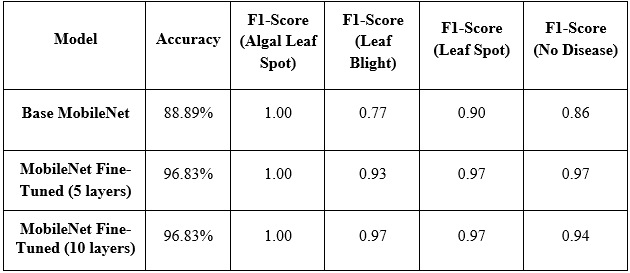 Model Accuracy F1-Score (Algal Leaf Spot) F1-Score (Leaf Blight) F1-Score (Leaf Spot) F1-Score (No Disease)
Base MobileNet 88.89% 1.00 0.77 0.90 0.86
MobileNet Fine-Tuned (5 layers) 96.83% 1.00 0.93 0.97 0.97
MobileNet Fine-Tuned (10 layers) 96.83% 1.00 0.97 0.97 0.94